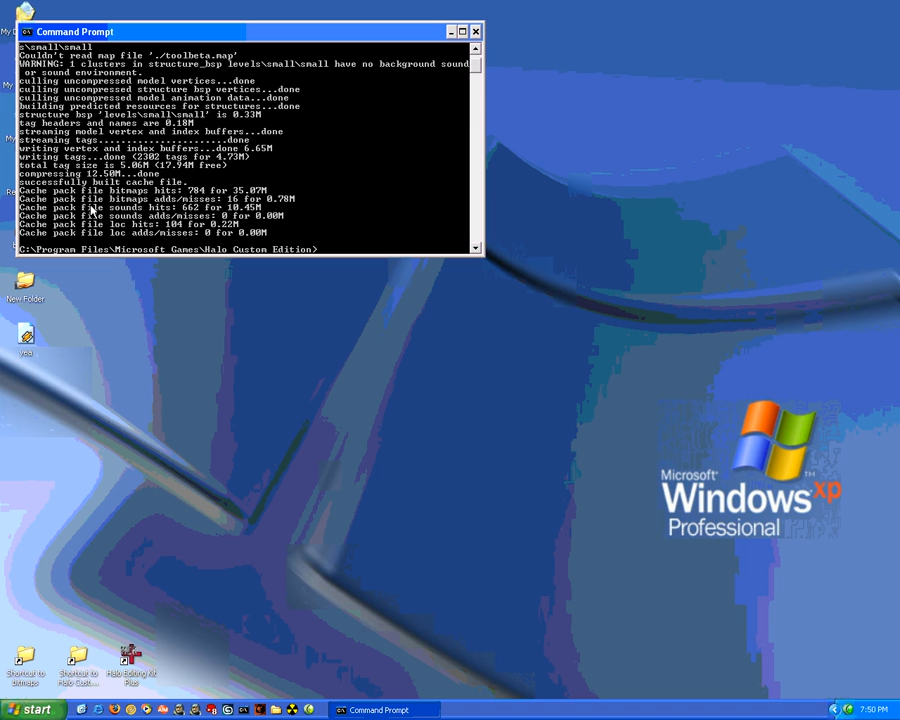 Command Prompt
s\small\small
Couldn't read map file './toolbeta.map'
WARNING: 1 clusters in structure_bsp levels\small\small have no background sound
or sound environment.
culling uncompressed model vertices...done
culling uncompressed structure bsp vertices...done
culling uncompressed model animation data...done
building predicted resources for structures...done
structure bsp 'levels\small\small' is 0.33M
tag headers and names are 0.18M
streaming model vertex and index buffers...done
streaming tags......................done
writing vertex and index buffers...done 6.65M
writing tags...done (2302 tags for 4.73M)
total tag size is 5.06M (17.94M free)
compressing 12.50M...done
successfully built cache file.
Cache pack file bitmaps hits: 784 for 35.07M
Cache pack file bitmaps adds/misses: 16 for 0.78M
Cache pack file sounds hits: 662 for 10.45M
Cache pack file sounds adds/misses: 0 for 0.00M
Cache pack file loc hits: 104 for 0.22M
Cache pack file loc adds/misses: 0 for 0.00M
C:\Program Files\Microsoft Games\Halo Custom Edition>
New Folder
yea
Microsoft®
Windows xp
Professional
TM
Shortcut to bitmaps
Shortcut to Halo Cust...
Halo Editing Kit Plus
start
Command Prompt
7:50 PM